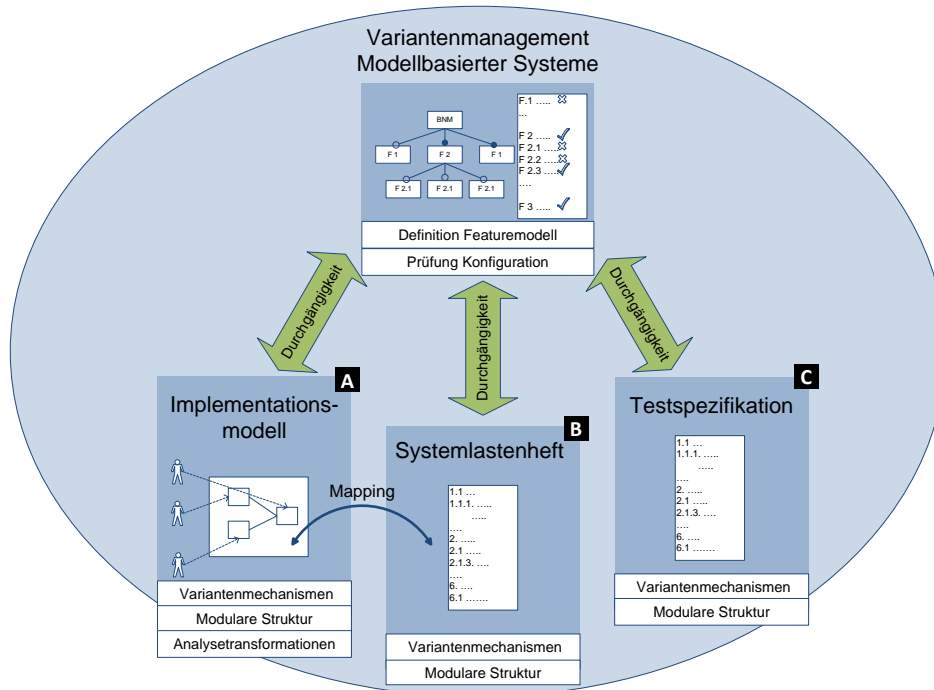 Variantenmanagement
Modellbasierter Systeme
BNM
F 1
F 2
F 1
F 2.1
F 2.1
F 2.1
F.1 .....
...
F 2 .....
F 2.1 .....
F 2.2 .....
F 2.3 .....
....
F 3 .....
Definition Featuremodell
Prüfung Konfiguration
Durchgängigkeit
Durchgängigkeit
Durchgängigkeit
A
Implementations-
modell
Variantenmechanismen
Modulare Struktur
Analysetransformationen
Mapping
B
Systemlastenheft
1.1 ...
1.1.1. .....
.....
....
2. .....
2.1 .....
2.1.3. ....
....
6. ....
6.1 .......
Variantenmechanismen
Modulare Struktur
C
Testspezifikation
1.1 ...
1.1.1. .....
.....
....
2. .....
2.1 .....
2.1.3. ....
....
6. ....
6.1 .......
Variantenmechanismen
Modulare Struktur